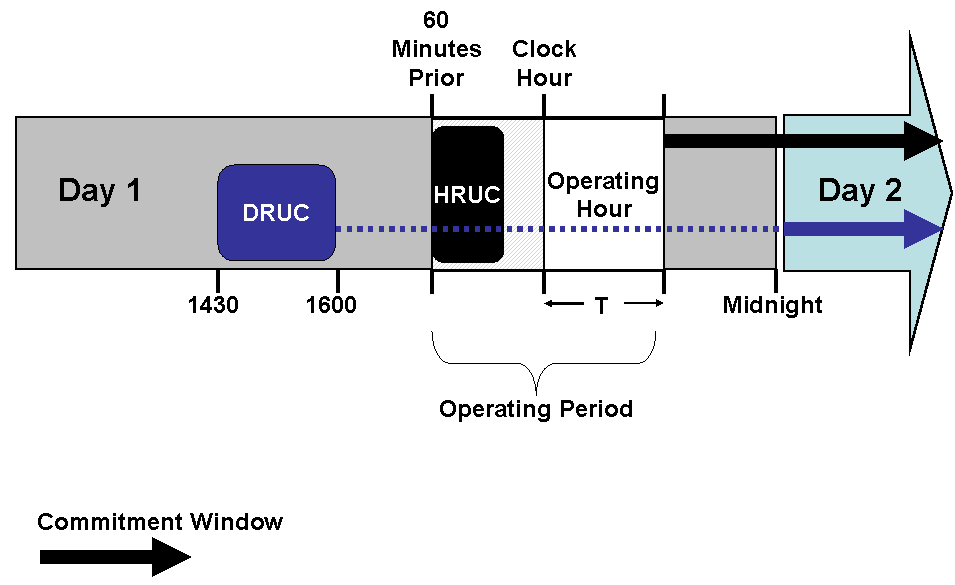 60
Minutes
Prior
Clock
Hour
Day 1
DRUC
HRUC
Operating
Hour
Day 2
1430
1600
T
Midnight
Operating Period
Commitment Window